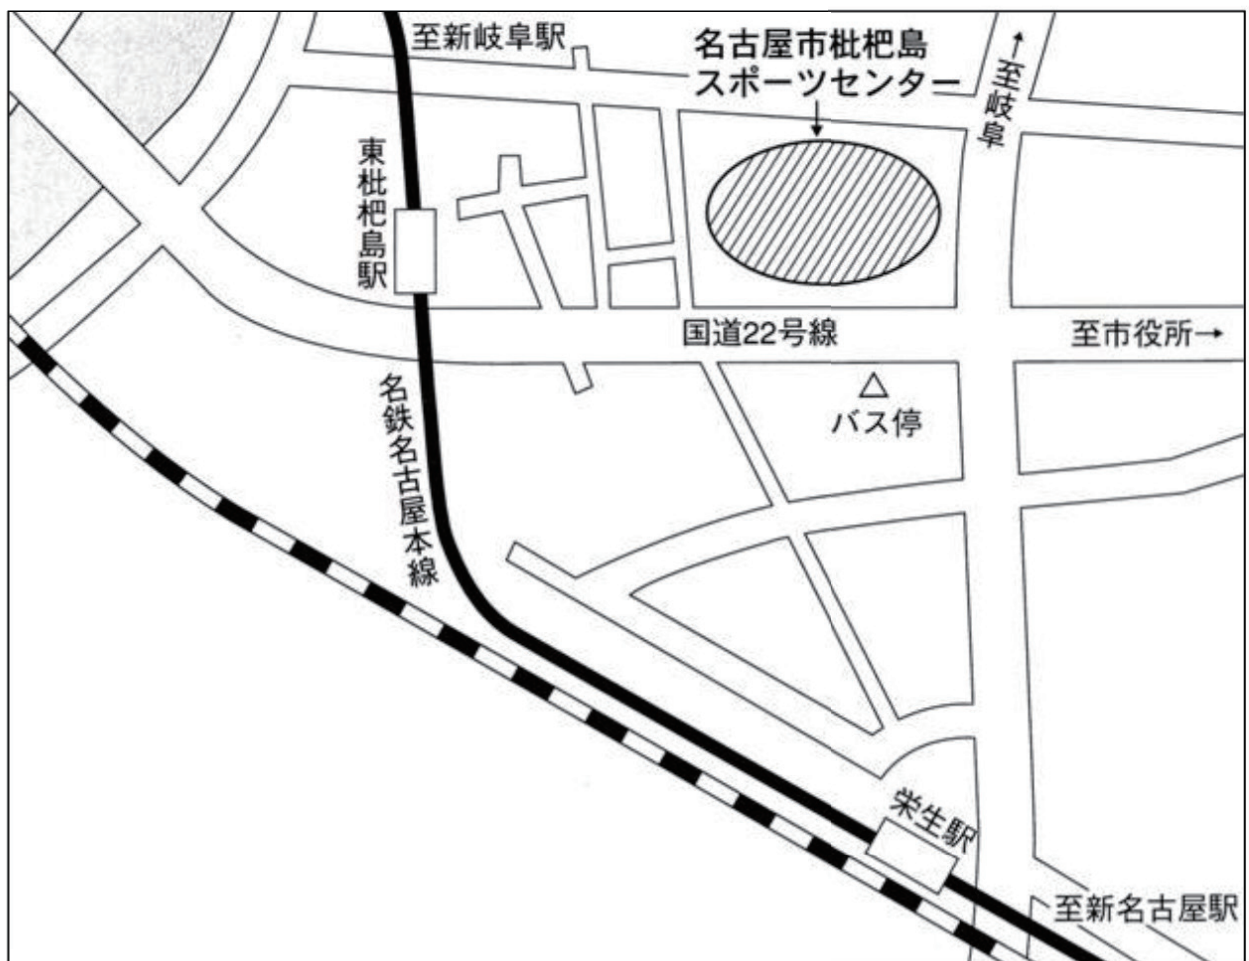 至新岐阜駅
名古屋市枇杷島
スポーツセンター
↑至岐阜
東枇杷島駅
国道22号線
至市役所→
バス停
名鉄名古屋本線
栄生駅
至新名古屋駅